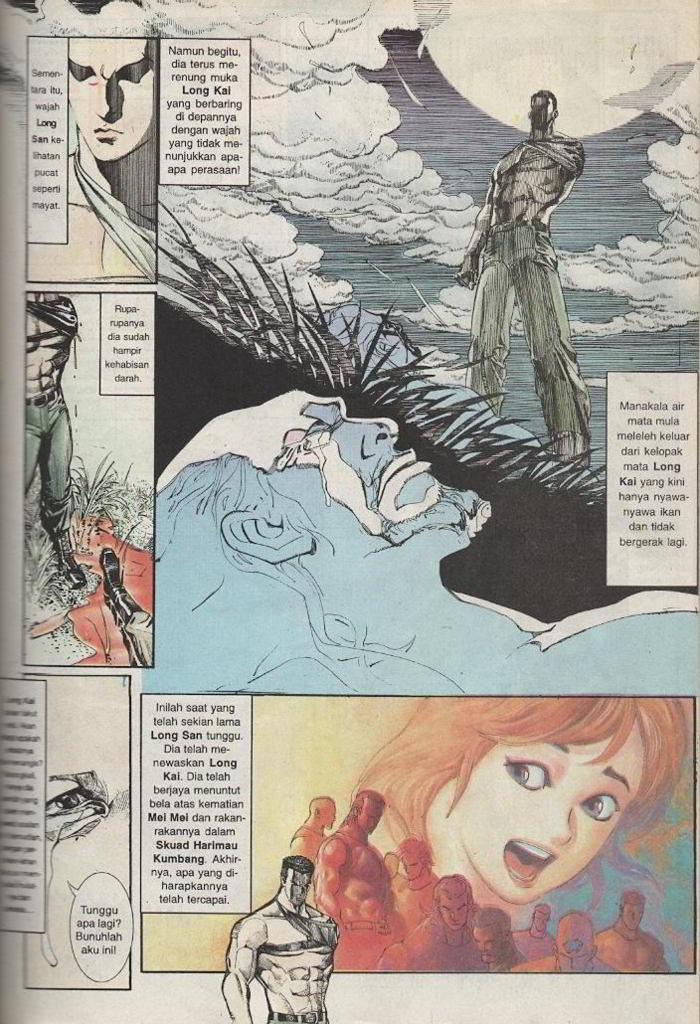 Semen-
tara itu,
wajah
Long
San ke-
lihatan
pucat
seperti
mayat.
Namun begitu,
dia terus me-
renung muka
Long Kai
yang berbaring
di depannya
dengan wajah
yang tidak me-
nunjukkan apa-
apa perasaan!
Rupa-
rupanya
dia sudah
hampir
kehabisan
darah.
Manakala air
mata mula
meleleh keluar
dari kelopak
mata Long
Kai yang kini
hanya nyawa-
nyawa ikan
dan tidak
bergerak lagi.
Long Kai
Tunggu
apa lagi?
Bunuhlah
aku ini!
Inilah saat yang
telah sekian lama
Long San tunggu.
Dia telah me-
newaskan Long
Kai. Dia telah
berjaya menuntut
bela atas kematian
Mei Mei dan rakan-
rakannya dalam
Skuad Harimau
Kumbang. Akhir-
nya, apa yang di-
harapkannya
telah tercapai.